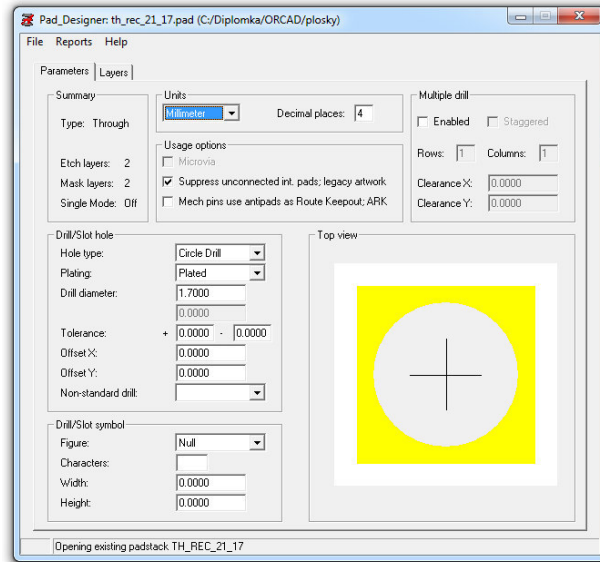 Pad_Designer: th_rec_21_17.pad (C:/Diplomka/ORCAD/plosky)
File Reports Help
Parameters Layers
Summary
Type: Through
Etch layers: 2
Mask layers: 2
Single Mode: Off
Units
Millimeter Decimal places: 4
Usage options
Microvia
Suppress unconnected int. pads; legacy artwork
Mech pins use antipads as Route Keepout; ARK
Multiple drill
Enabled Staggered
Rows: 1 Columns: 1
Clearance X: 0.0000
Clearance Y: 0.0000
Drill/Slot hole
Hole type: Circle Drill
Plating: Plated
Drill diameter: 1.7000
0.0000
Tolerance: + 0.0000 - 0.0000
Offset X: 0.0000
Offset Y: 0.0000
Non-standard drill:
Drill/Slot symbol
Figure: Null
Characters:
Width: 0.0000
Height: 0.0000
Top view
Opening existing padstack TH_REC_21_17